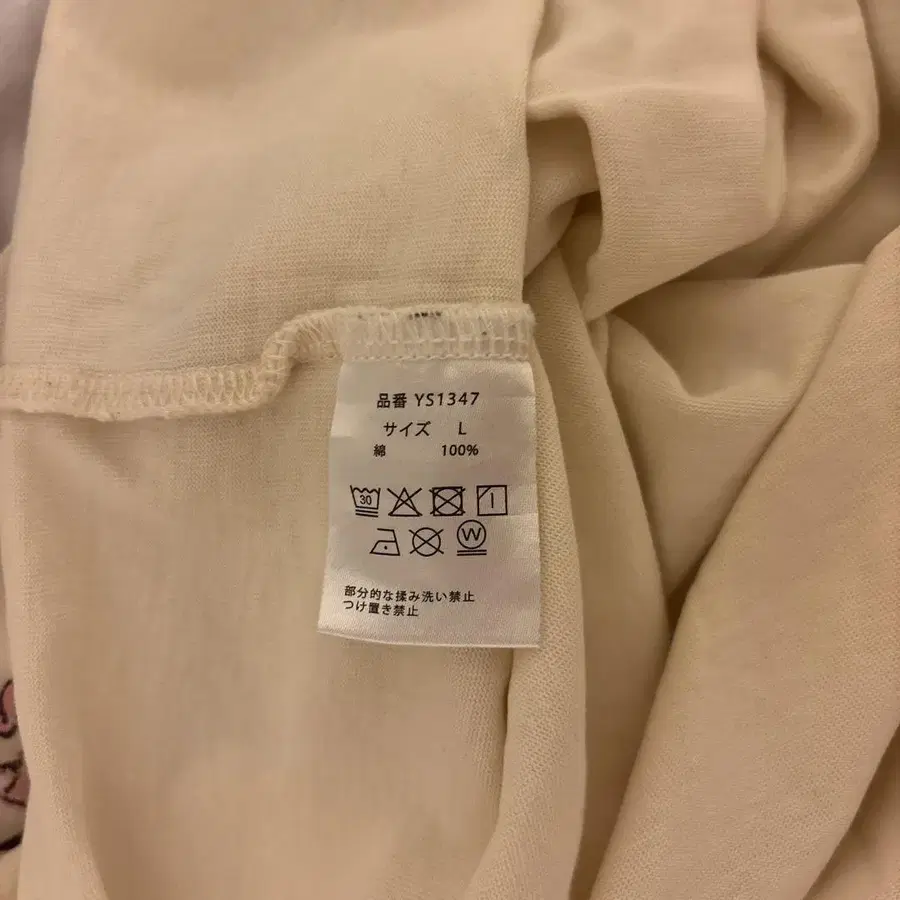 品番 YS1347
サイズ L
綿 100%
30
W
部分的な揉み洗い禁止
つけ置き禁止